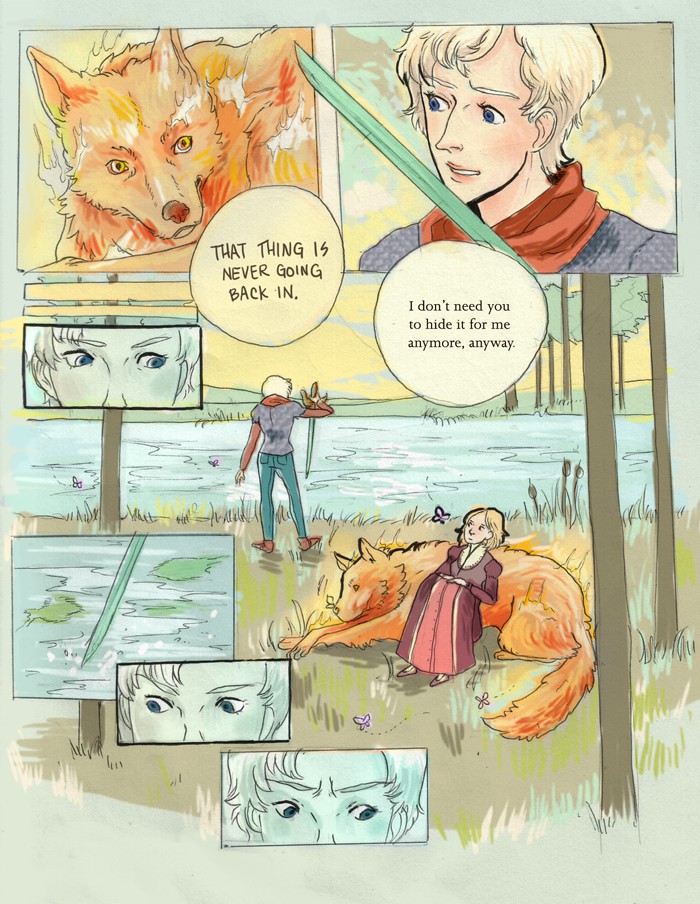 THAT THING IS
NEVER GOING
BACK IN.
I don't need you
to hide it for me
anymore, anyway.